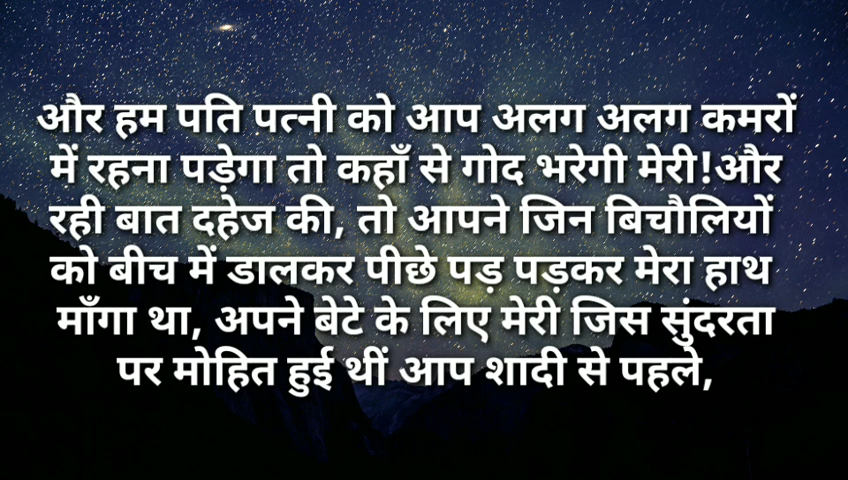 और हम पति पत्नी को आप अलग अलग कमरों
में रहना पड़ेगा तो कहाँ से गोद भरेगी मेरी!और
रही बात दहेज की, तो आपने जिन बिचौलियों
को बीच में डालकर पीछे पड़ पड़कर मेरा हाथ
माँगा था, अपने बेटे के लिए मेरी जिस सुंदरता
पर मोहित हुई थीं आप शादी से पहले,